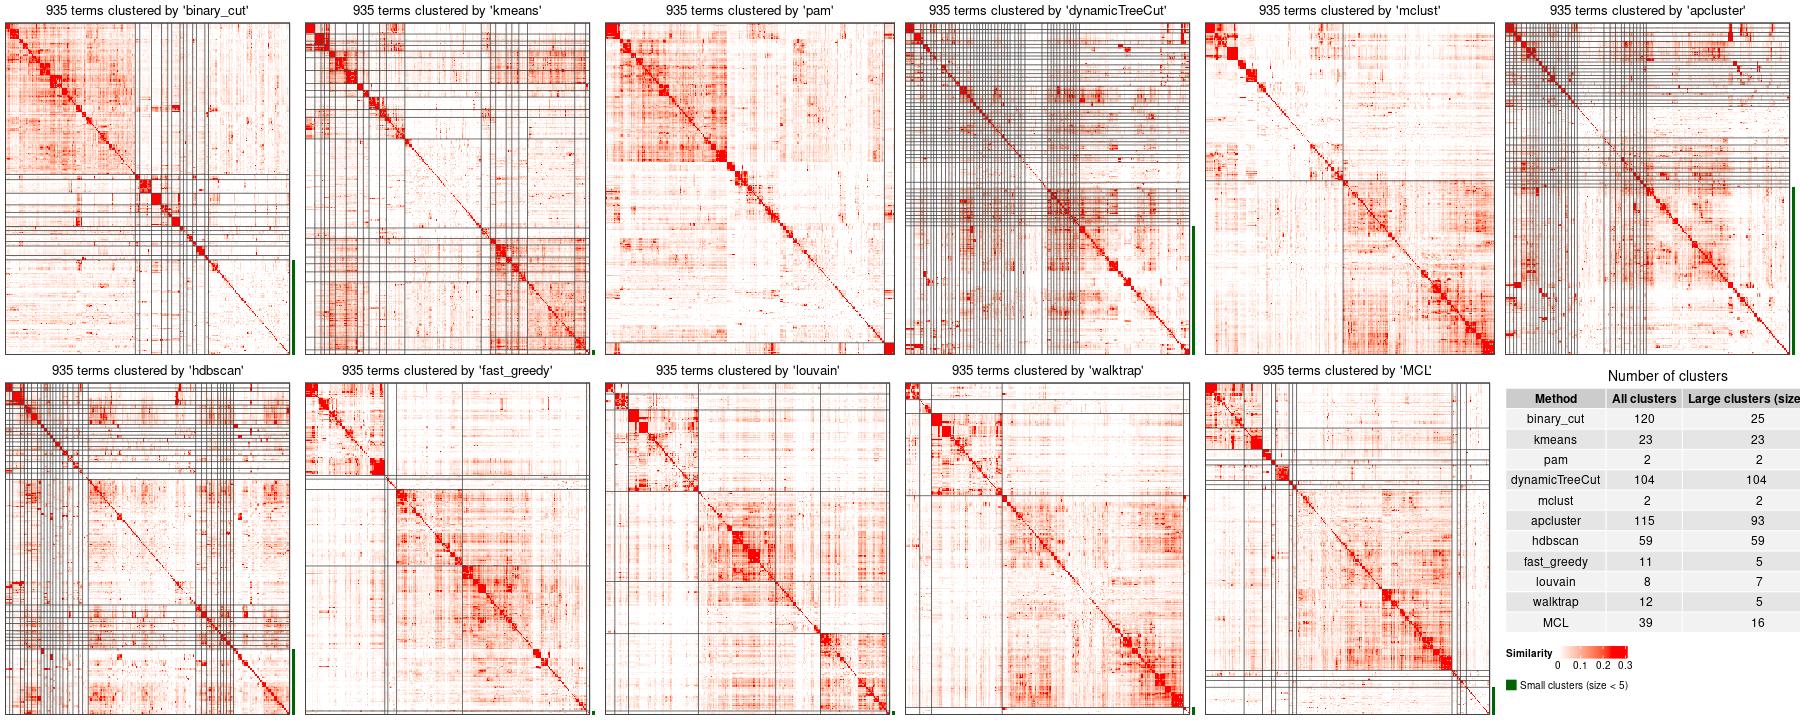 935 terms clustered by 'binary_cut'
935 terms clustered by 'kmeans'
935 terms clustered by 'pam'
935 terms clustered by 'dynamicTreeCut'
935 terms clustered by 'mclust'
935 terms clustered by 'apcluster'
935 terms clustered by 'hdbscan'
935 terms clustered by 'fast_greedy'
935 terms clustered by 'louvain'
935 terms clustered by 'walktrap'
935 terms clustered by 'MCL'
Number of clusters
Method All clusters Large clusters (size
binary_cut 120 25
kmeans 23 23
pam 2 2
dynamicTreeCut 104 104
mclust 2 2
apcluster 115 93
hdbscan 59 59
fast_greedy 11 5
louvain 8 7
walktrap 12 5
MCL 39 16
Similarity
0 0.1 0.2 0.3
Small clusters (size < 5)